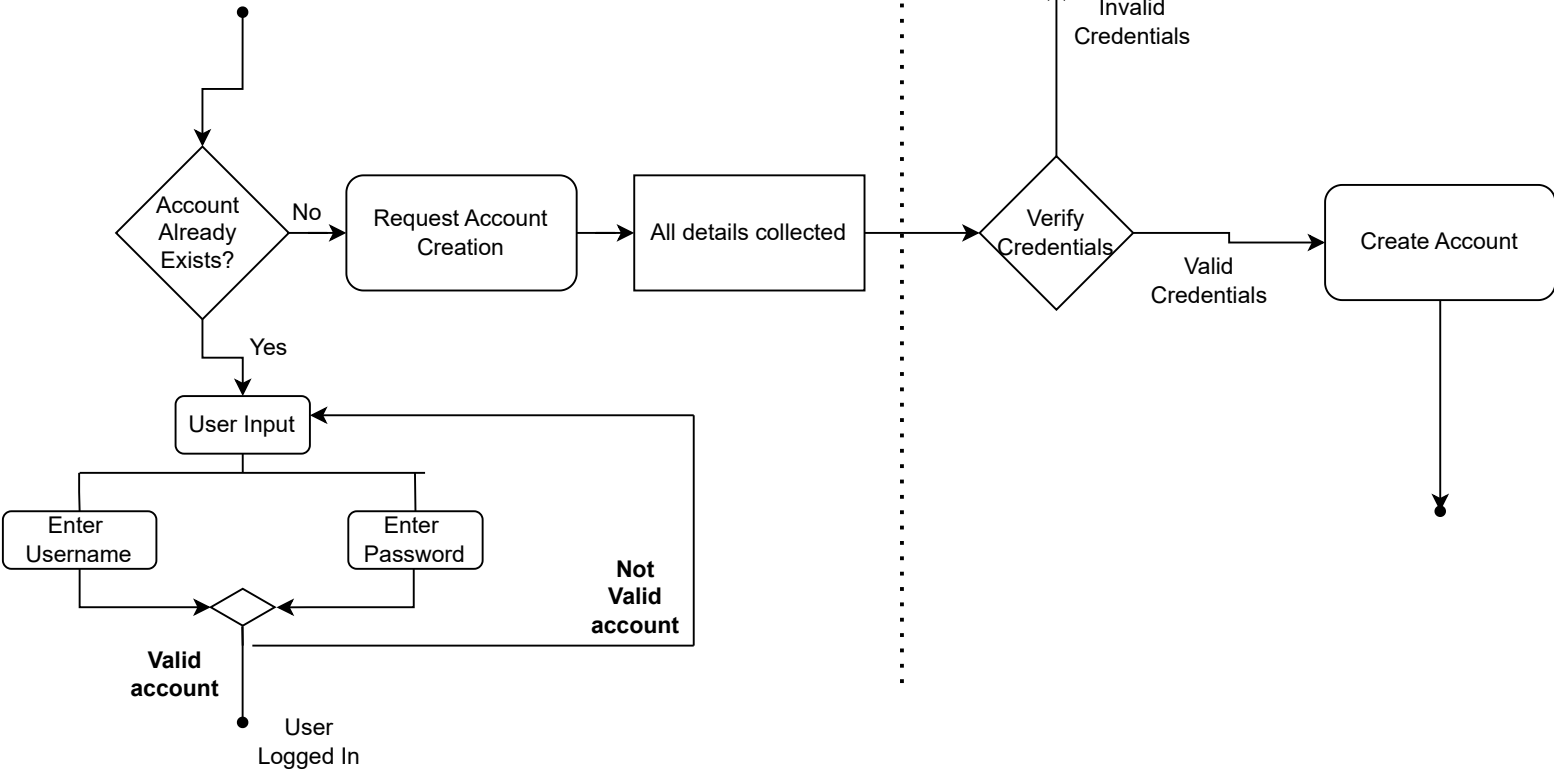 Invalid
Credentials
Account
Already
Exists?
No
Request Account
Creation
All details collected
Verify
Credentials
Valid
Credentials
Create Account
Yes
User Input
Enter
Username
Enter
Password
Not
Valid
account
Valid
account
User
Logged In